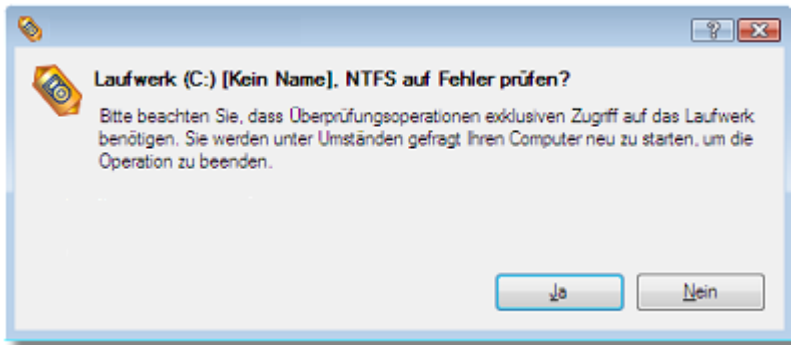 Laufwerk (C:) [Kein Name], NTFS auf Fehler prüfen?
Bitte beachten Sie, dass Überprüfungsoperationen exklusiven Zugriff auf das Laufwerk
benötigen. Sie werden unter Umständen gefragt Ihren Computer neu zu starten, um die
Operation zu beenden.
Ja
Nein